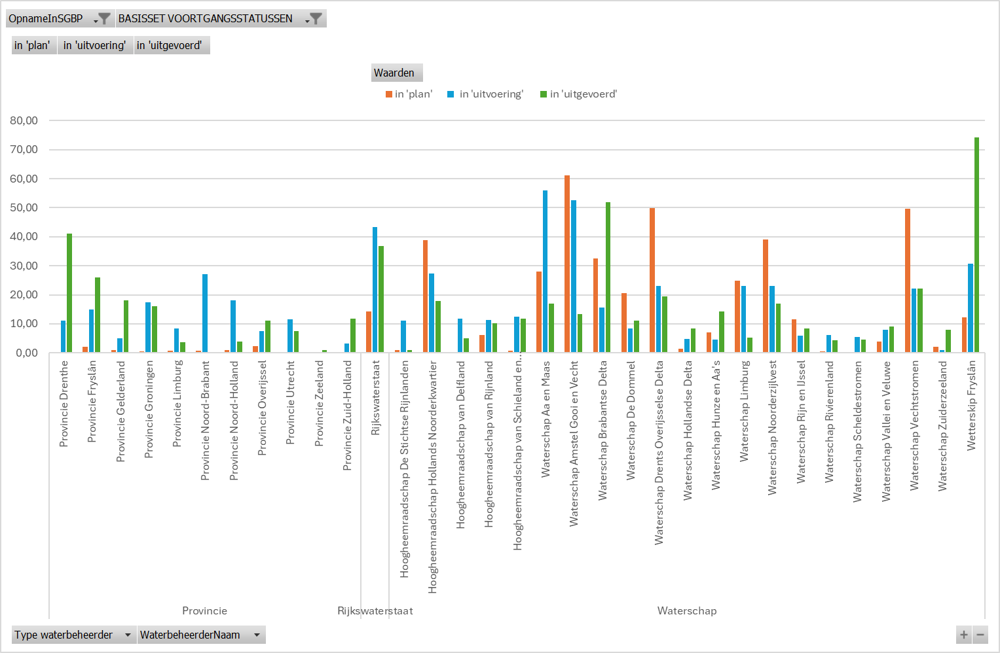 OpnameInSGBP BASISSET VOORTGANGSSTATUSSEN
in 'plan' in 'uitvoering' in 'uitgevoerd'
Waarden
in 'plan' in 'uitvoering' in 'uitgevoerd'
80,00
70,00
60,00
50,00
40,00
30,00
20,00
10,00
0,00
Provincie Drenthe
Provincie Fryslân
Provincie Gelderland
Provincie Groningen
Provincie Limburg
Provincie Noord-Brabant
Provincie Noord-Holland
Provincie Overijssel
Provincie Utrecht
Provincie Zeeland
Provincie Zuid-Holland
Rijkswaterstaat
Hoogheemraadschap De Stichtse Rijnlanden
Hoogheemraadschap Hollands Noorderkwartier
Hoogheemraadschap van Delfland
Hoogheemraadschap van Rijnland
Hoogheemraadschap van Schieland en...
Waterschap Aa en Maas
Waterschap Amstel Gooi en Vecht
Waterschap Brabantse Delta
Waterschap De Dommel
Waterschap Drents Overijsselse Delta
Waterschap Hollandse Delta
Waterschap Hunze en Aa's
Waterschap Limburg
Waterschap Noorderzijlvest
Waterschap Rijn en IJssel
Waterschap Rivierenland
Waterschap Scheldestromen
Waterschap Vallei en Veluwe
Waterschap Vechtstromen
Waterschap Zuiderzeeland
Wetterskip Fryslân
Provincie Rijkswaterstaat Waterschap
Type waterbeheerder WaterbeheerderNaam